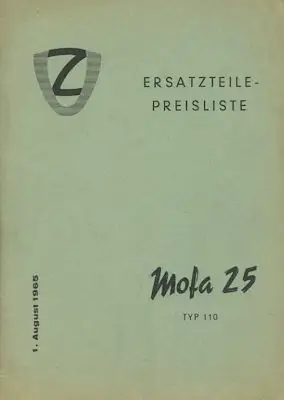 Z
ERSATZTEILE-
PREISLISTE
Mofa 25
TYP 110
1. August 1965